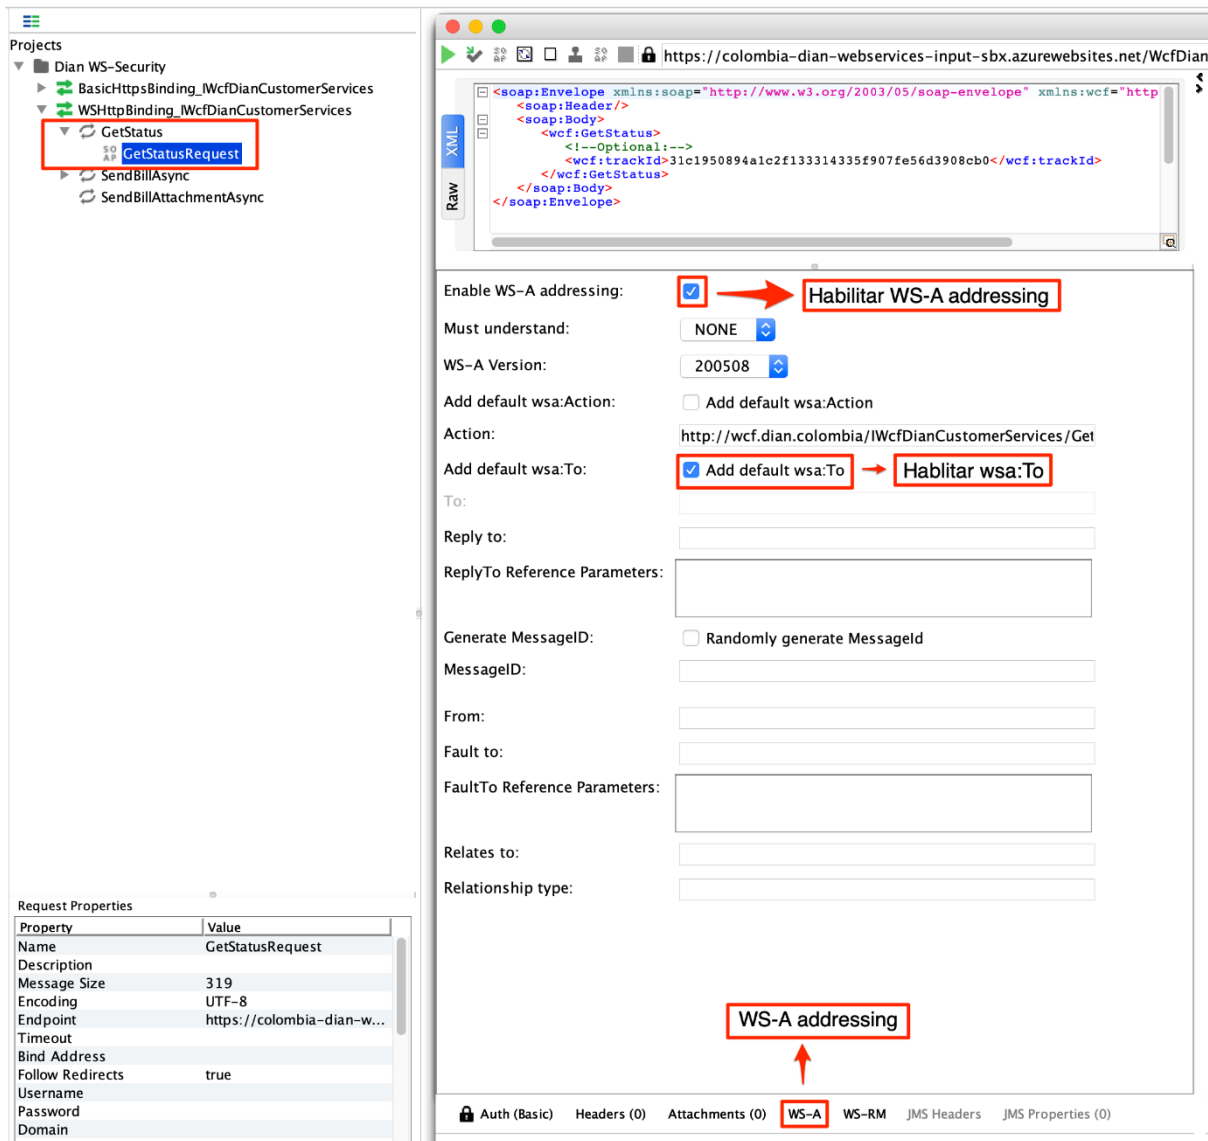 Projects
Dian WS-Security
BasicHttpsBinding_IWcfDianCustomerServices
WSHttpBinding_IWcfDianCustomerServices
GetStatus
SO AP GetStatusRequest
SendBillAsync
SendBillAttachmentAsync
Request Properties
Property Value
Name GetStatusRequest
Description
Message Size 319
Encoding UTF-8
Endpoint https://colombia-dian-w...
Timeout
Bind Address
Follow Redirects true
Username
Password
Domain
https://colombia-dian-webservices-input-sbx.azurewebsites.net/WcfDian
XML
Raw
<soap:Envelope xmlns:soap="http://www.w3.org/2003/05/soap-envelope" xmlns:wcf="http
<soap:Header/>
<soap:Body>
<wcf:GetStatus>
<!--Optional:-->
<wcf:trackId>31c1950894a1c2f133314335f907fe56d3908cb0</wcf:trackId>
</wcf:GetStatus>
</soap:Body>
</soap:Envelope>
Enable WS-A addressing: Habilitar WS-A addressing
Must understand: NONE
WS-A Version: 200508
Add default wsa:Action: Add default wsa:Action
Action: http://wcf.dian.colombia/IWcfDianCustomerServices/Get
Add default wsa:To: Add default wsa:To Hablitar wsa:To
To:
Reply to:
ReplyTo Reference Parameters:
Generate MessageID: Randomly generate MessageId
MessageID:
From:
Fault to:
FaultTo Reference Parameters:
Relates to:
Relationship type:
WS-A addressing
Auth (Basic) Headers (0) Attachments (0) WS-A WS-RM JMS Headers JMS Properties (0)